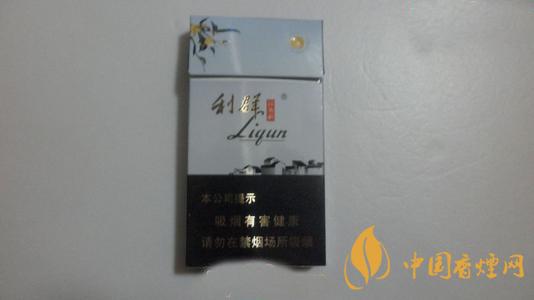 利群
®
Liqun
本公司提示
吸烟有害健康
请勿在禁烟场所吸烟
中国香烟网